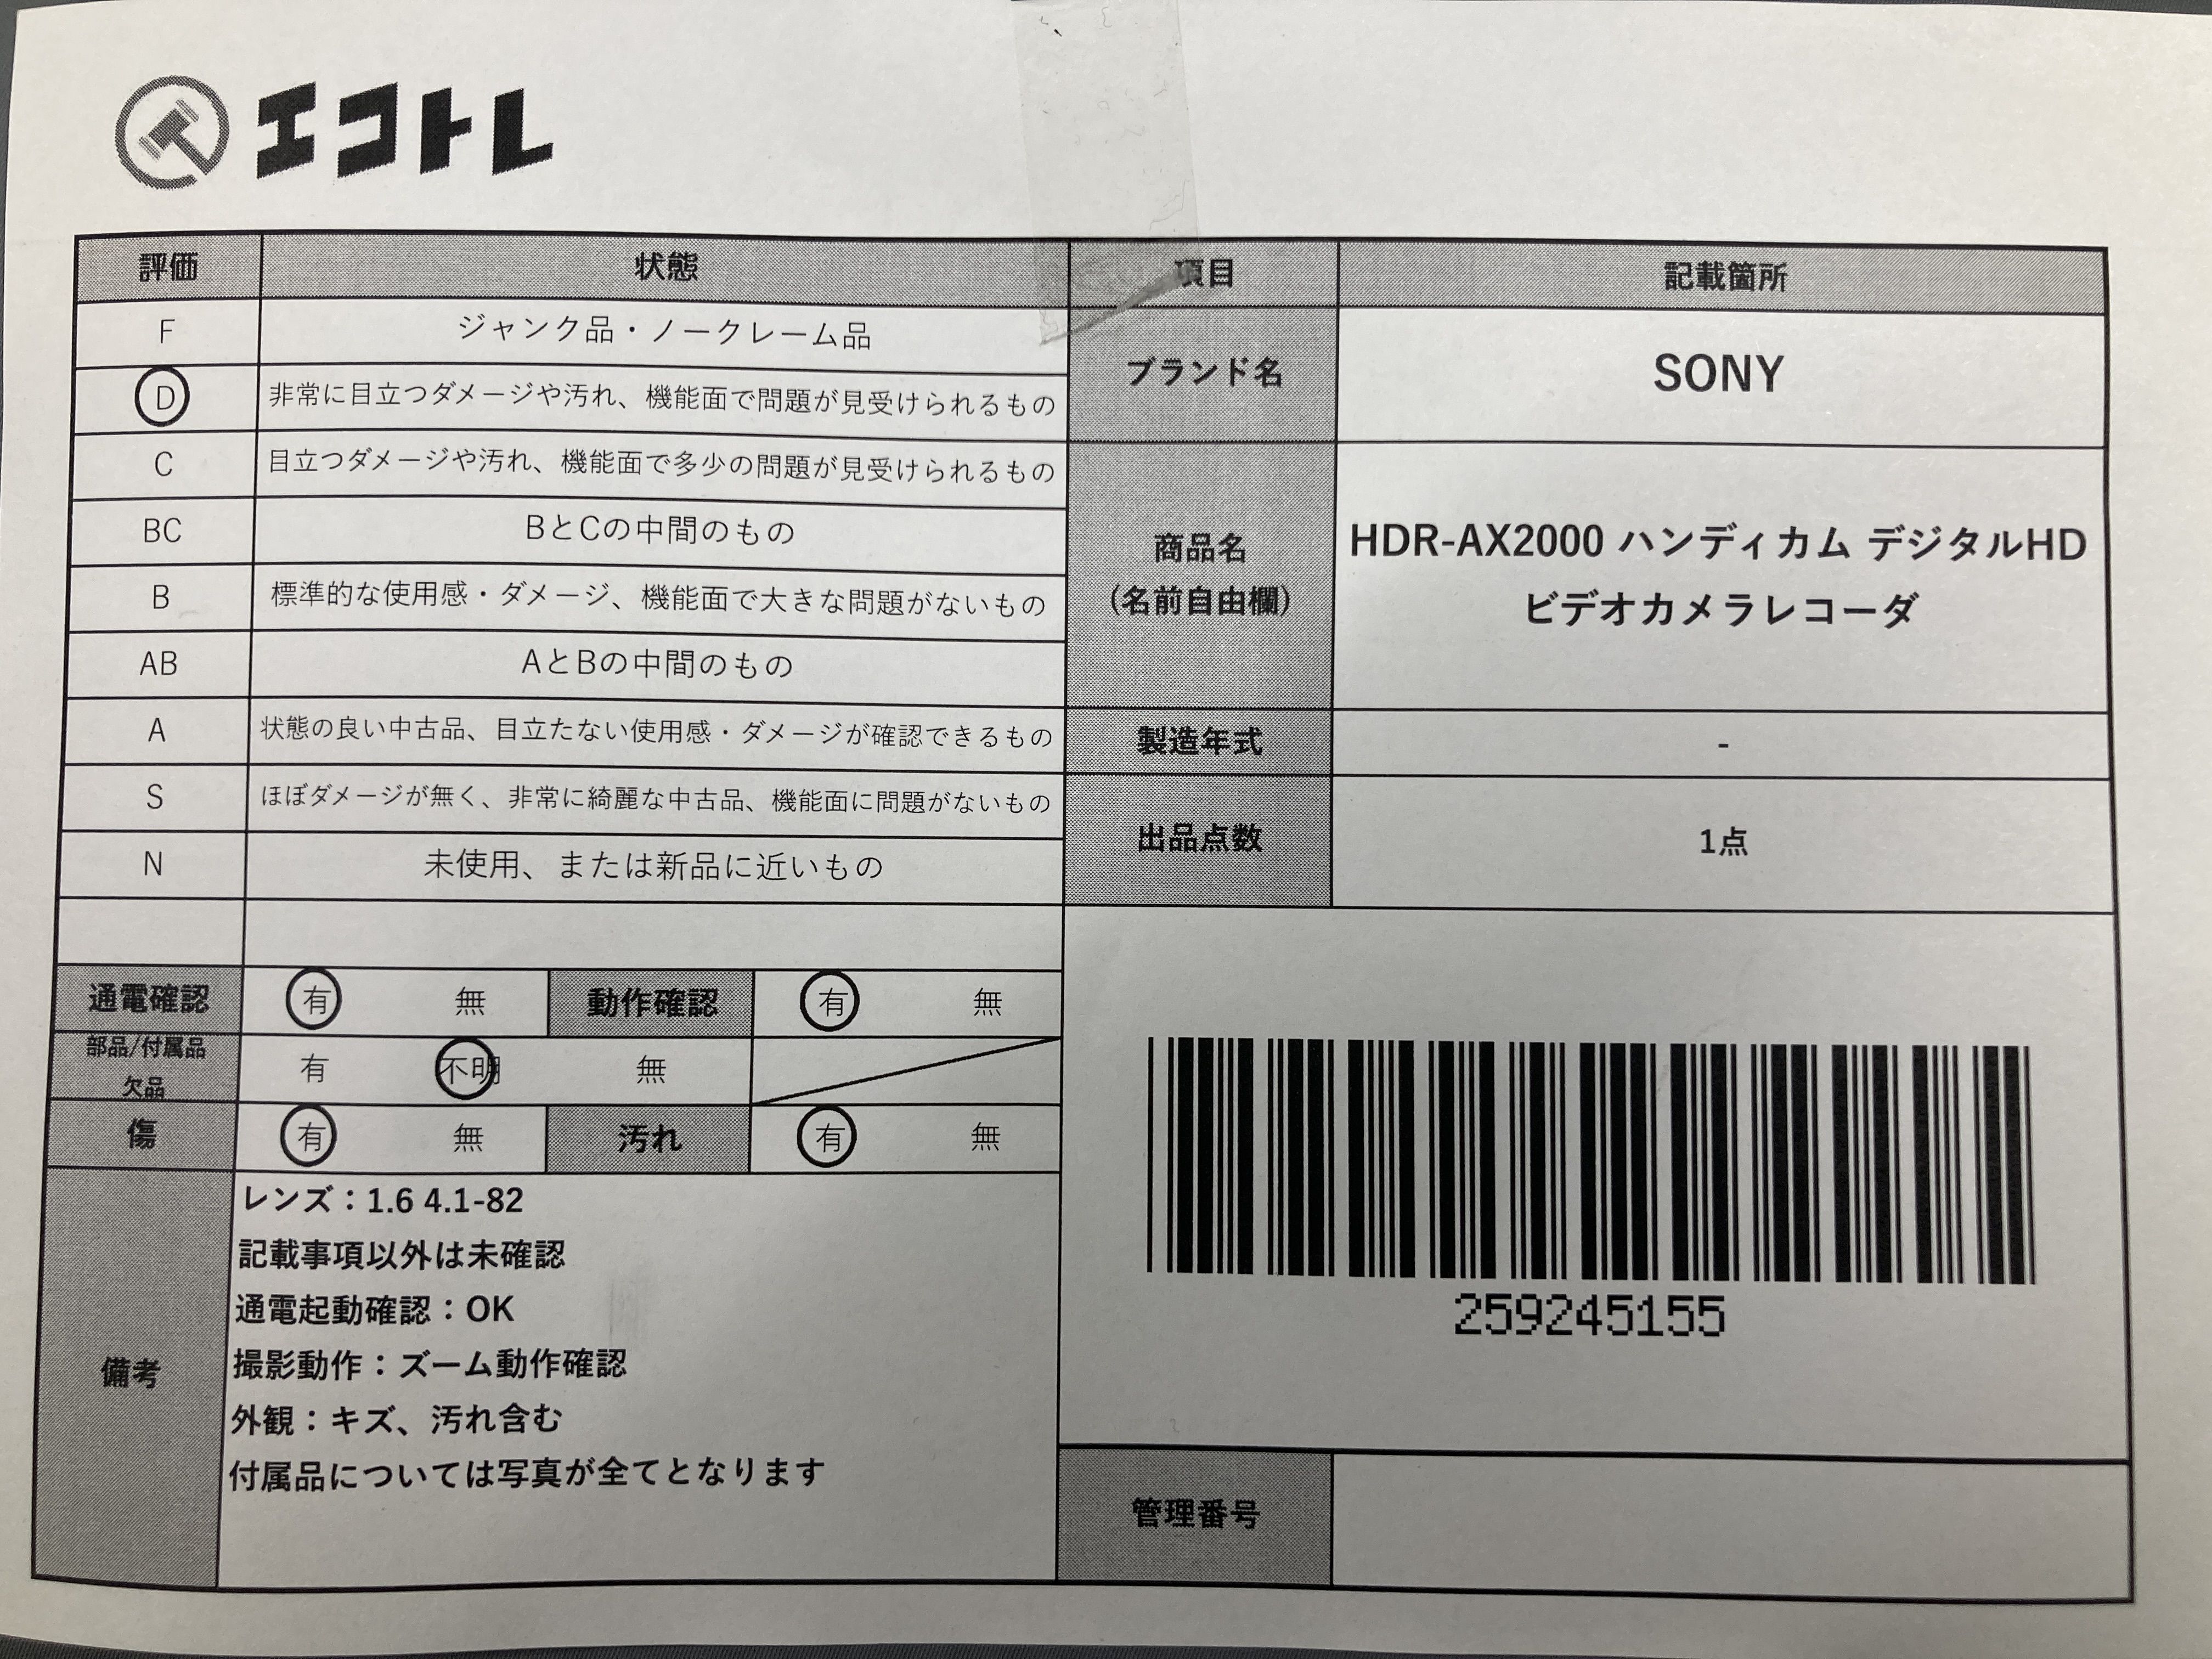 エコトレ
評価 状態
F ジャンク品・ノークレーム品
D 非常に目立つダメージや汚れ、機能面で問題が見受けられるもの
C 目立つダメージや汚れ、機能面で多少の問題が見受けられるもの
BC BとCの中間のもの
B 標準的な使用感・ダメージ、機能面で大きな問題がないもの
AB AとBの中間のもの
A 状態の良い中古品、目立たない使用感・ダメージが確認できるもの
S ほぼダメージが無く、非常に綺麗な中古品、機能面に問題がないもの
N 未使用、または新品に近いもの
通電確認 有 無 動作確認 有 無
部品/付属品
欠品 有 不明 無
傷 有 無 汚れ 有 無
備考
レンズ：1.6 4.1-82
記載事項以外は未確認
通電起動確認：OK
撮影動作：ズーム動作確認
外観：キズ、汚れ含む
付属品については写真が全てとなります
項目 記載箇所
ブランド名 SONY
商品名
(名前自由欄)
HDR-AX2000 ハンディカム デジタルHD
ビデオカメラレコーダ
製造年式 -
出品点数 1点
259245155
管理番号